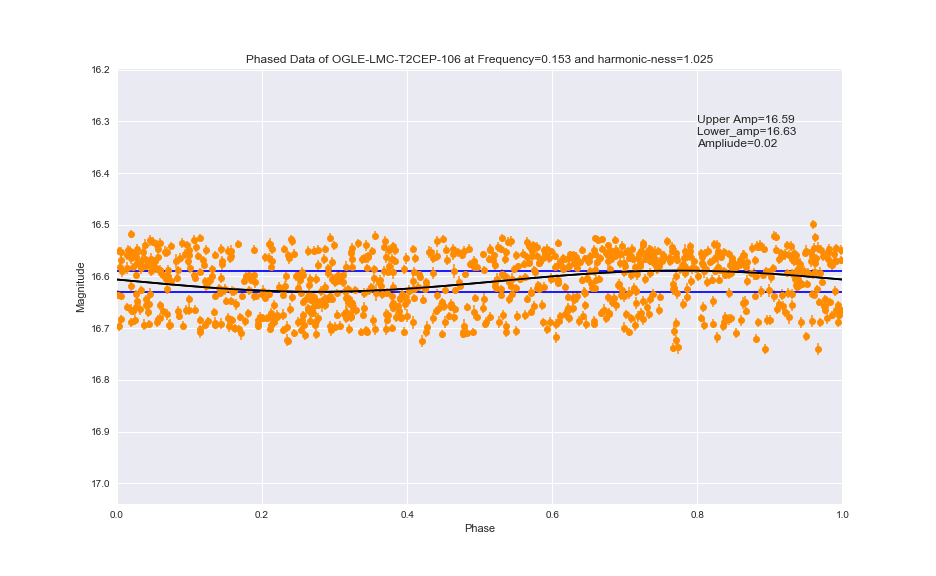 Phased Data of OGLE-LMC-T2CEP-106 at Frequency=0.153 and harmonic-ness=1.025
16.2
16.3
16.4
16.5
16.6
16.7
16.8
16.9
17.0
Magnitude
Upper Amp=16.59
Lower_amp=16.63
Ampliude=0.02
0.0
0.2
0.4
0.6
0.8
1.0
Phase